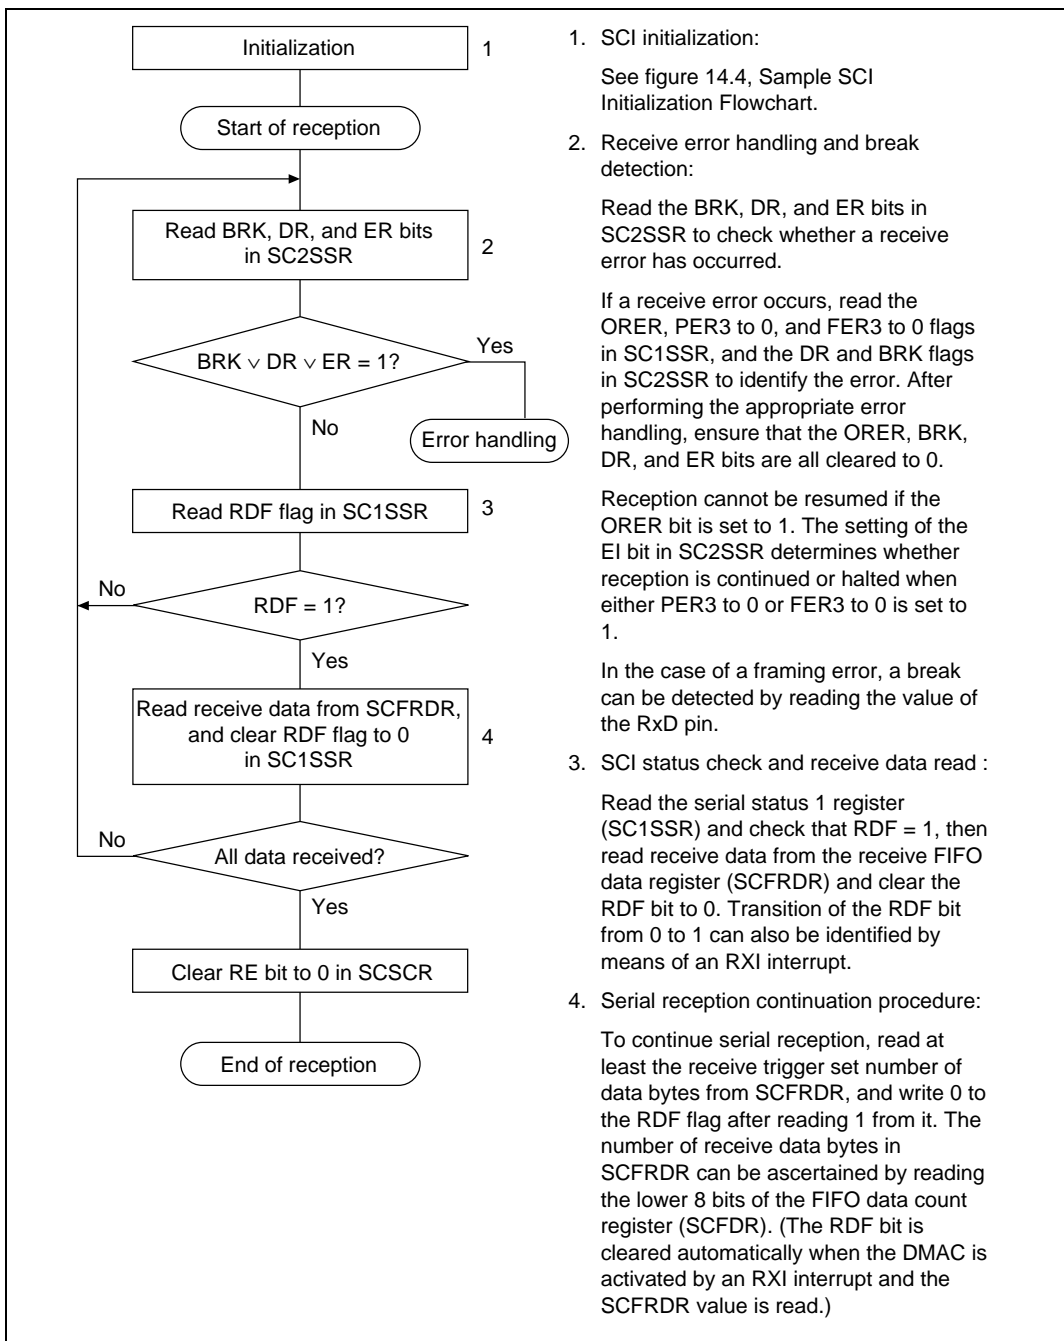 Initialization
1
Start of reception
Read BRK, DR, and ER bits
in SC2SSR
2
BRK ∨ DR ∨ ER = 1?
Yes
No
Error handling
Read RDF flag in SC1SSR
3
No
RDF = 1?
Yes
Read receive data from SCFRDR,
and clear RDF flag to 0
in SC1SSR
4
No
All data received?
Yes
Clear RE bit to 0 in SCSCR
End of reception
1. SCI initialization:
See figure 14.4, Sample SCI
Initialization Flowchart.
2. Receive error handling and break
detection:
Read the BRK, DR, and ER bits in
SC2SSR to check whether a receive
error has occurred.
If a receive error occurs, read the
ORER, PER3 to 0, and FER3 to 0 flags
in SC1SSR, and the DR and BRK flags
in SC2SSR to identify the error. After
performing the appropriate error
handling, ensure that the ORER, BRK,
DR, and ER bits are all cleared to 0.
Reception cannot be resumed if the
ORER bit is set to 1. The setting of the
EI bit in SC2SSR determines whether
reception is continued or halted when
either PER3 to 0 or FER3 to 0 is set to
1.
In the case of a framing error, a break
can be detected by reading the value of
the RxD pin.
3. SCI status check and receive data read :
Read the serial status 1 register
(SC1SSR) and check that RDF = 1, then
read receive data from the receive FIFO
data register (SCFRDR) and clear the
RDF bit to 0. Transition of the RDF bit
from 0 to 1 can also be identified by
means of an RXI interrupt.
4. Serial reception continuation procedure:
To continue serial reception, read at
least the receive trigger set number of
data bytes from SCFRDR, and write 0 to
the RDF flag after reading 1 from it. The
number of receive data bytes in
SCFRDR can be ascertained by reading
the lower 8 bits of the FIFO data count
register (SCFDR). (The RDF bit is
cleared automatically when the DMAC is
activated by an RXI interrupt and the
SCFRDR value is read.)